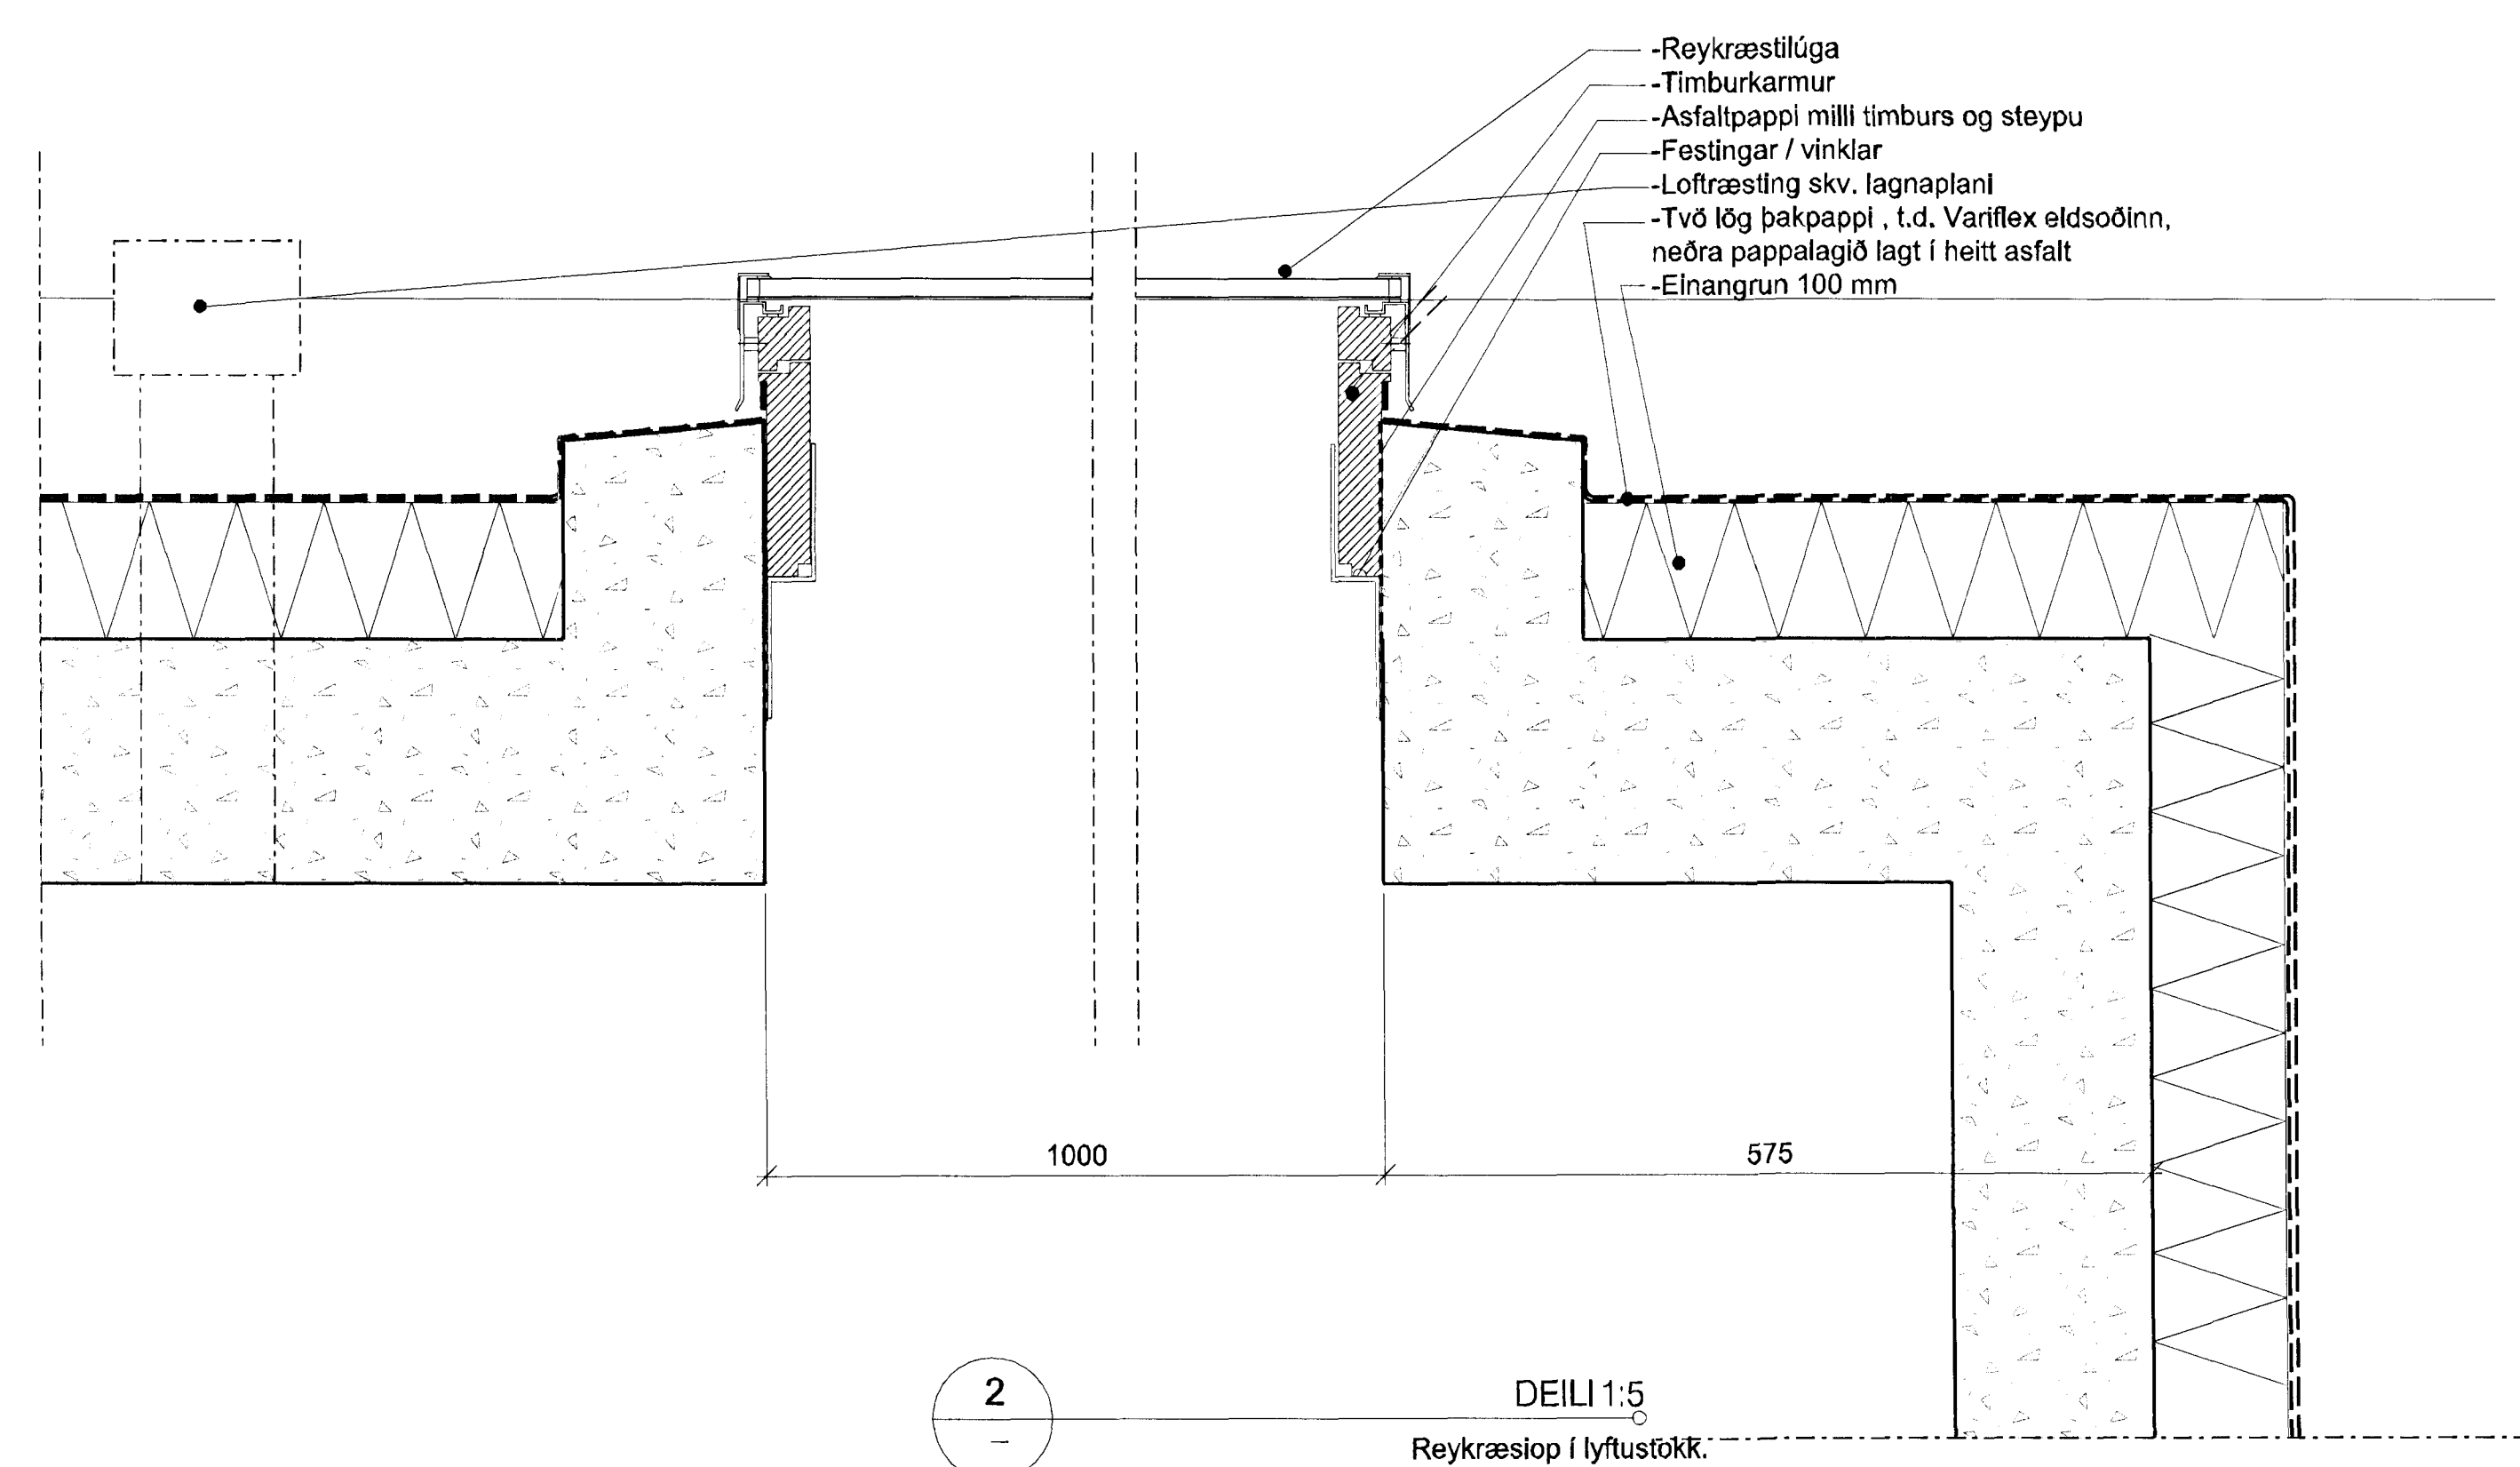 -Reykræstilúga
-Timburkarmur
-Asfaltpappi milli timburs og steypu
-Festingar / vinklar
-Loftræsting skv. lagnaplani
-Tvö lög þakpappi , t.d. Variflex eldsoðinn,
neðra pappalagið lagt í heitt asfalt
-Einangrun 100 mm
1000
575
2
–
DEILI 1:5
Reykræsiop í lyftustokk.